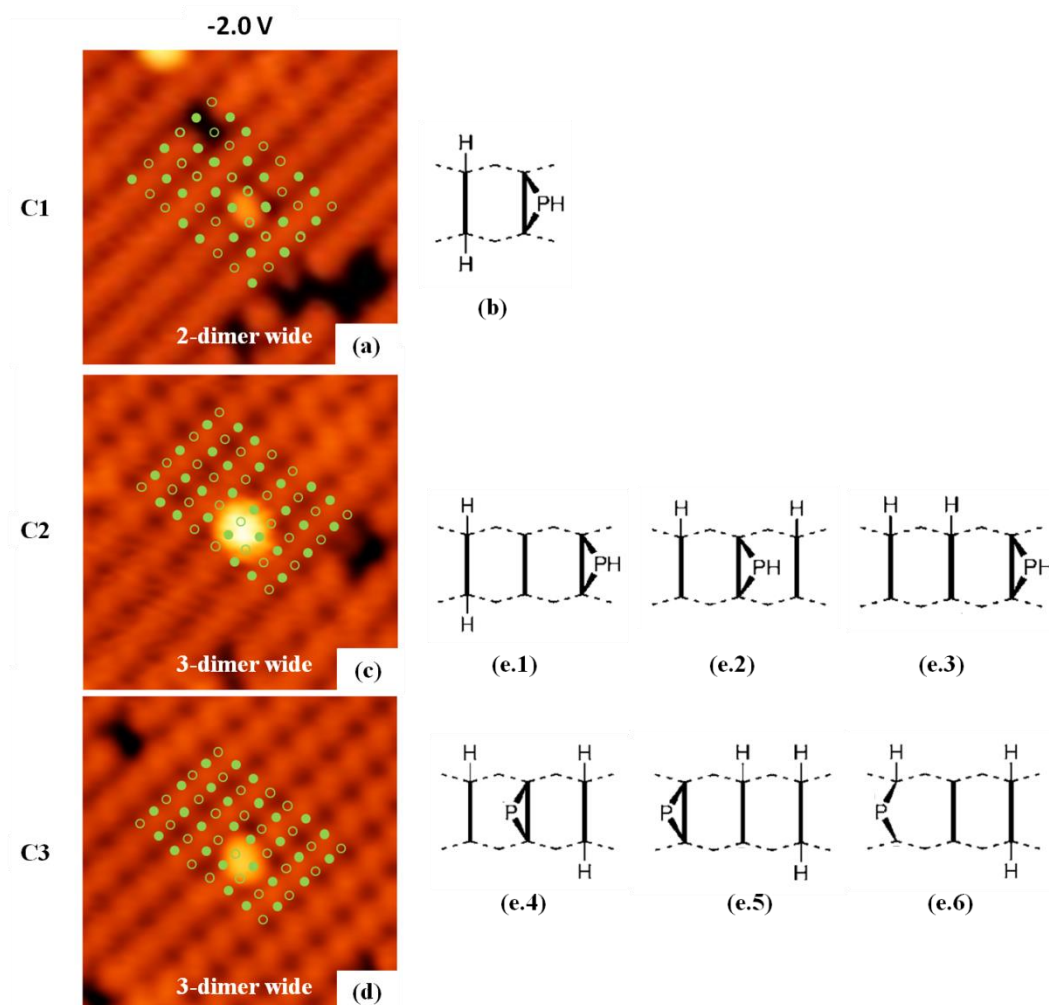 -2.0 V
C1
2-dimer wide
(a)
H
PH
H
(b)
C2
3-dimer wide
(c)
H
PH
H
(e.1)
H
H
PH
(e.2)
H
H
PH
(e.3)
C3
3-dimer wide
(d)
H
P
H
H
(e.4)
H
H
P
H
(e.5)
H
H
P
H
(e.6)